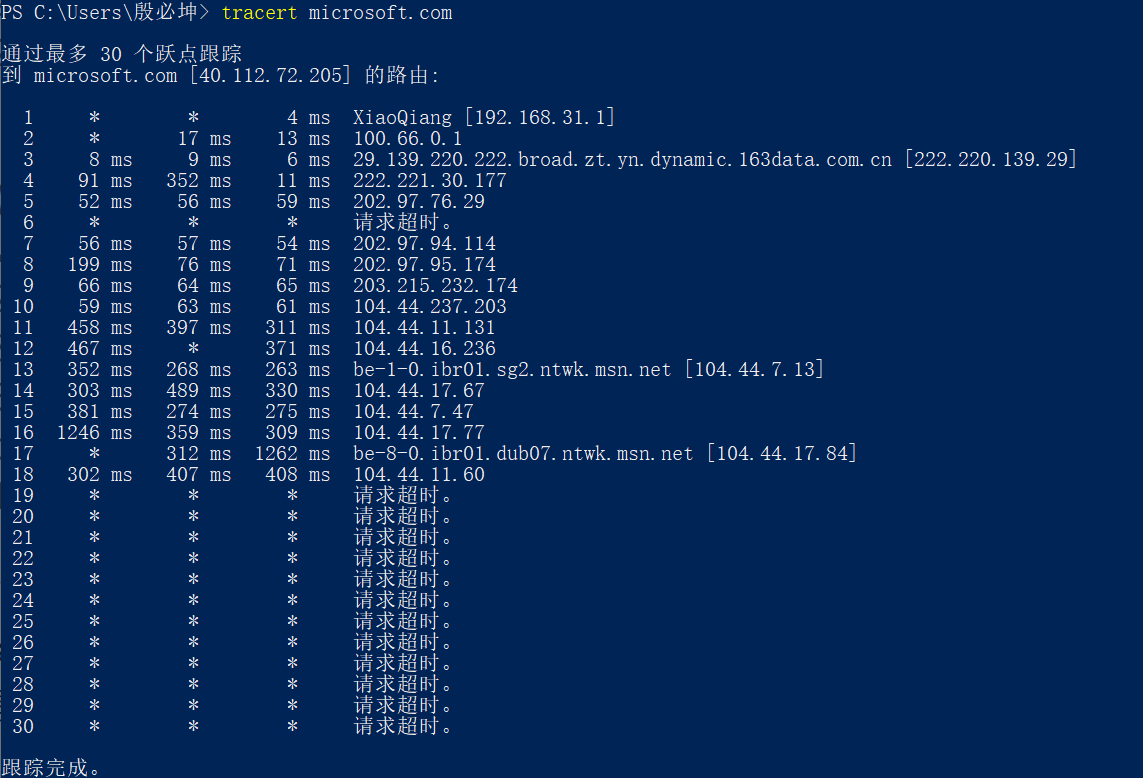 PS C:\Users\殷必坤> tracert microsoft.com
通过最多 30 个跃点跟踪
到 microsoft.com [40.112.72.205] 的路由:
1 * * 4 ms XiaoQiang [192.168.31.1]
2 * 17 ms 13 ms 100.66.0.1
3 8 ms 9 ms 6 ms 29.139.220.222.broad.zt.yn.dynamic.163data.com.cn [222.220.139.29]
4 91 ms 352 ms 11 ms 222.221.30.177
5 52 ms 56 ms 59 ms 202.97.76.29
6 * * * 请求超时。
7 56 ms 57 ms 54 ms 202.97.94.114
8 199 ms 76 ms 71 ms 202.97.95.174
9 66 ms 64 ms 65 ms 203.215.232.174
10 59 ms 63 ms 61 ms 104.44.237.203
11 458 ms 397 ms 311 ms 104.44.11.131
12 467 ms * 371 ms 104.44.16.236
13 352 ms 268 ms 263 ms be-1-0.ibr01.sg2.ntwk.msn.net [104.44.7.13]
14 303 ms 489 ms 330 ms 104.44.17.67
15 381 ms 274 ms 275 ms 104.44.7.47
16 1246 ms 359 ms 309 ms 104.44.17.77
17 * 312 ms 1262 ms be-8-0.ibr01.dub07.ntwk.msn.net [104.44.17.84]
18 302 ms 407 ms 408 ms 104.44.11.60
19 * * * 请求超时。
20 * * * 请求超时。
21 * * * 请求超时。
22 * * * 请求超时。
23 * * * 请求超时。
24 * * * 请求超时。
25 * * * 请求超时。
26 * * * 请求超时。
27 * * * 请求超时。
28 * * * 请求超时。
29 * * * 请求超时。
30 * * * 请求超时。
跟踪完成。